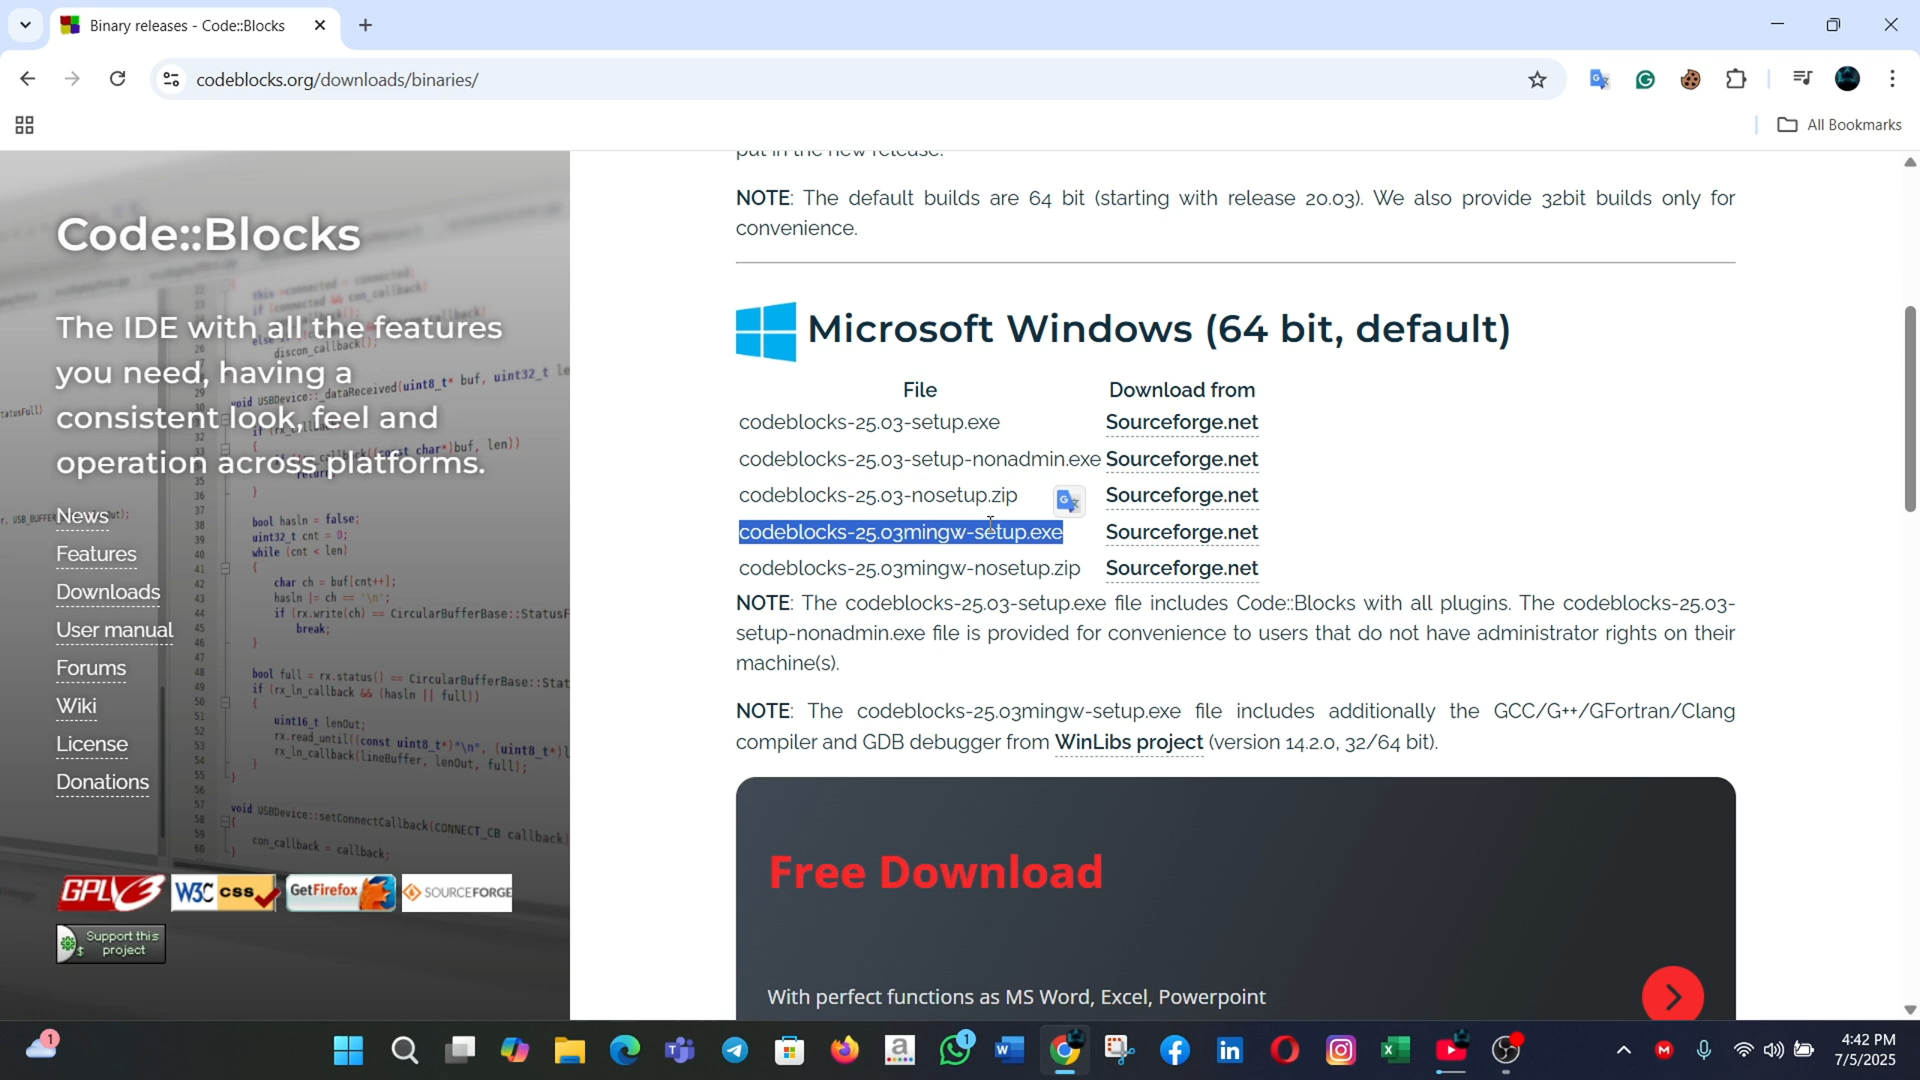 Binary releases - Code::Blocks
codeblocks.org/downloads/binaries/
All Bookmarks
Code::Blocks
The IDE with all the features
you need, having a
consistent look, feel and
operation across platforms.
News
Features
Downloads
User manual
Forums
Wiki
License
Donations
GPLv3
W3C css
GetFirefox
SOURCEFORGE
Support this
project
put in the new release.
NOTE: The default builds are 64 bit (starting with release 20.03). We also provide 32bit builds only for
convenience.
Microsoft Windows (64 bit, default)
File Download from
codeblocks-25.03-setup.exe Sourceforge.net
codeblocks-25.03-setup-nonadmin.exe Sourceforge.net
codeblocks-25.03-nosetup.zip Sourceforge.net
codeblocks-25.03mingw-setup.exe Sourceforge.net
codeblocks-25.03mingw-nosetup.zip Sourceforge.net
NOTE: The codeblocks-25.03-setup.exe file includes Code::Blocks with all plugins. The codeblocks-25.03-
setup-nonadmin.exe file is provided for convenience to users that do not have administrator rights on their
machine(s).
NOTE: The codeblocks-25.03mingw-setup.exe file includes additionally the GCC/G++/GFortran/Clang
compiler and GDB debugger from WinLibs project (version 14.2.0, 32/64 bit).
Free Download
With perfect functions as MS Word, Excel, Powerpoint
4:42 PM
7/5/2025